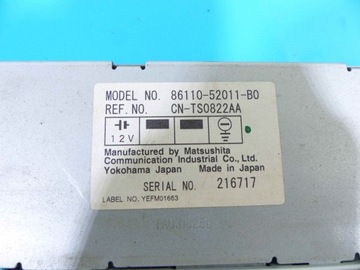 MODEL NO. 86110-52011-B0
REF. NO. CN-TS0822AA
12V
Manufactured by Matsushita
Communication Industrial Co., Ltd.
Yokohama Japan Made in Japan
SERIAL NO. 216717
LABEL NO. YEFM01663